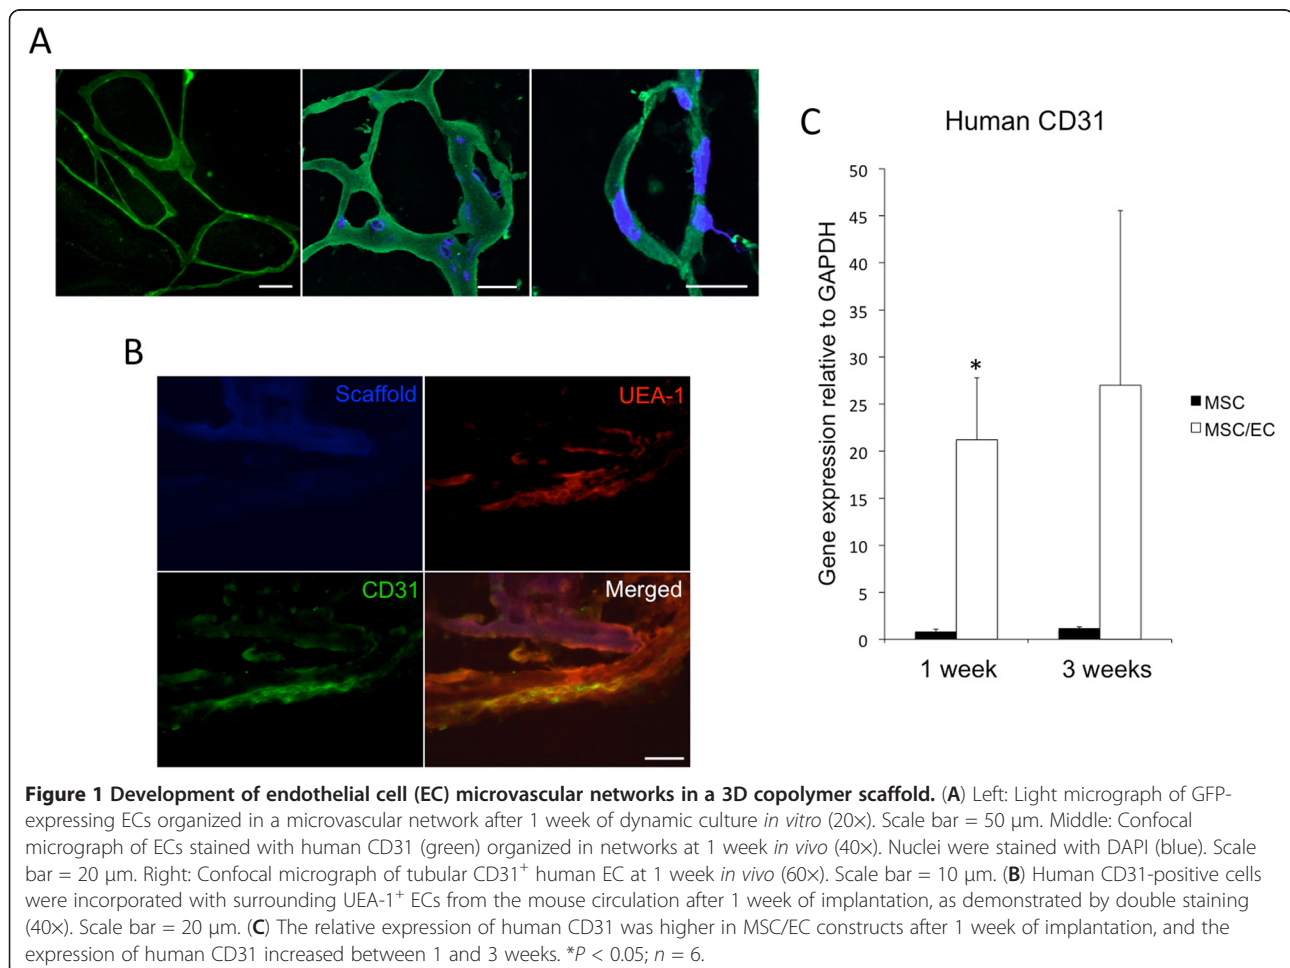 A
B
Scaffold
UEA-1
CD31
Merged
C
Human CD31
Gene expression relative to GAPDH
50
45
40
35
30
25
20
15
10
5
0
*
1 week
3 weeks
MSC
MSC/EC
Figure 1 Development of endothelial cell (EC) microvascular networks in a 3D copolymer scaffold. (A) Left: Light micrograph of GFP-
expressing ECs organized in a microvascular network after 1 week of dynamic culture in vitro (20×). Scale bar = 50 μm. Middle: Confocal
micrograph of ECs stained with human CD31 (green) organized in networks at 1 week in vivo (40×). Nuclei were stained with DAPI (blue). Scale
bar = 20 μm. Right: Confocal micrograph of tubular CD31⁺ human EC at 1 week in vivo (60×). Scale bar = 10 μm. (B) Human CD31-positive cells
were incorporated with surrounding UEA-1⁺ ECs from the mouse circulation after 1 week of implantation, as demonstrated by double staining
(40×). Scale bar = 20 μm. (C) The relative expression of human CD31 was higher in MSC/EC constructs after 1 week of implantation, and the
expression of human CD31 increased between 1 and 3 weeks. *P < 0.05; n = 6.